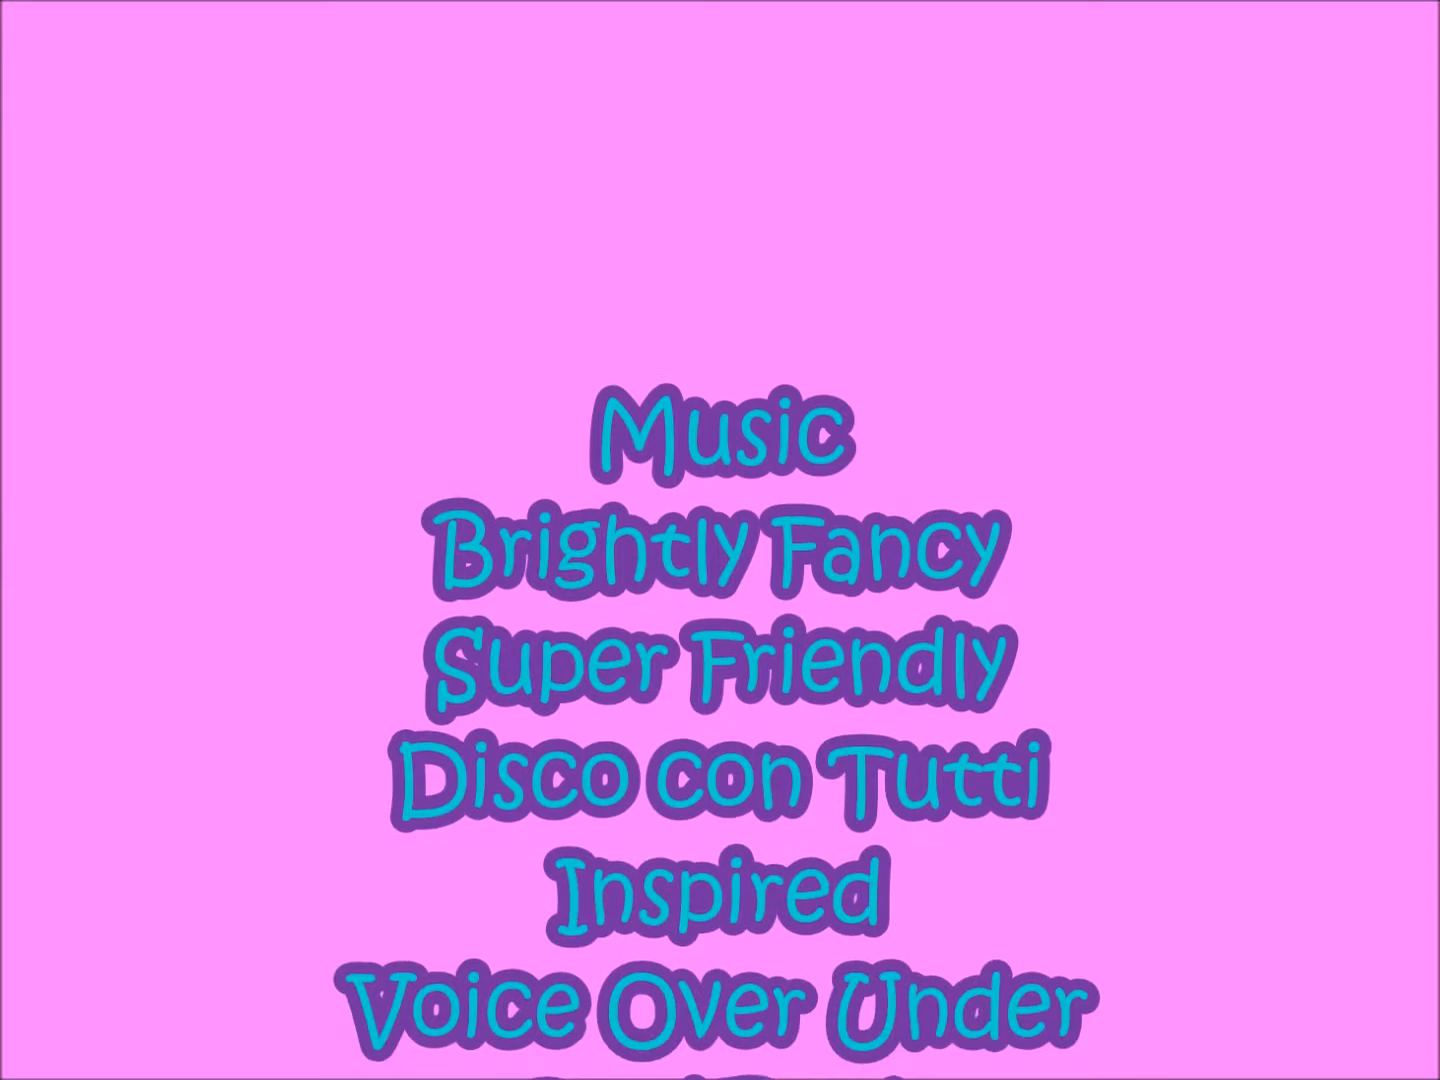 Music
Brightly Fancy
Super Friendly
Disco con Tutti
Inspired
Voice Over Under